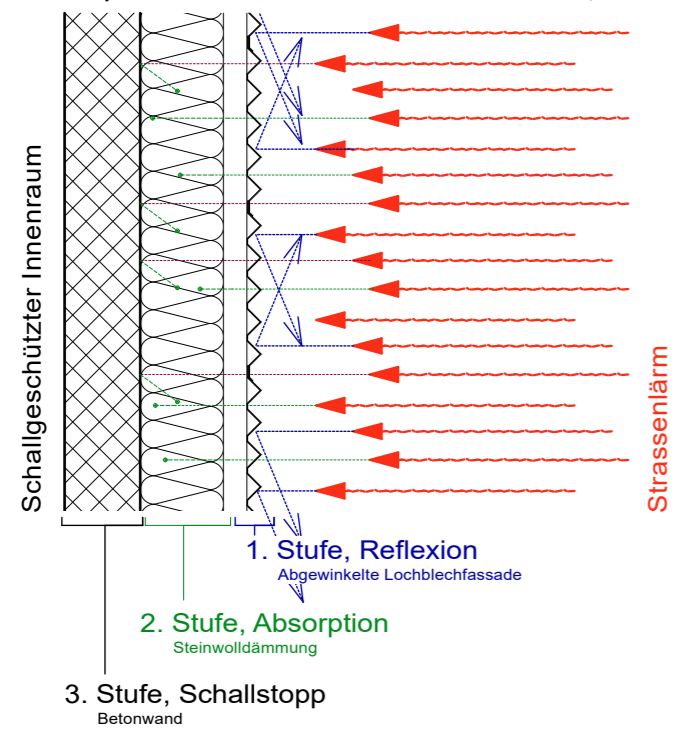 Schallgeschützter Innenraum
Strassenlärm
1. Stufe, Reflexion
Abgewinkelte Lochblechfassade
2. Stufe, Absorption
Steinwolldämmung
3. Stufe, Schallstopp
Betonwand